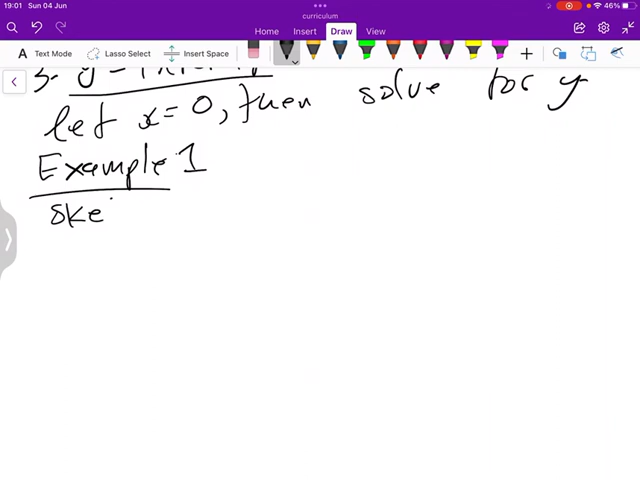 19:01 Sun 04 Jun
46%
curriculum
Home Insert Draw View
Text Mode Lasso Select Insert Space
3.
let x = 0, then solve for y
Example 1
ske